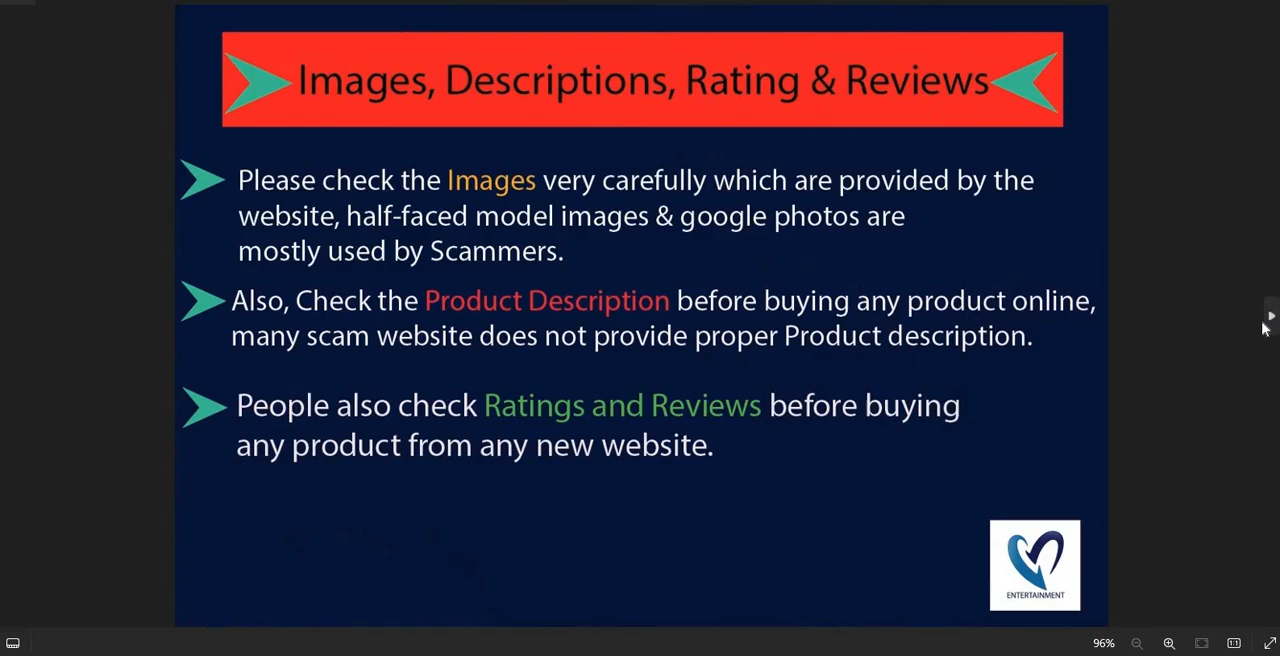 Images, Descriptions, Rating & Reviews
Please check the Images very carefully which are provided by the
website, half-faced model images & google photos are
mostly used by Scammers.
Also, Check the Product Description before buying any product online,
many scam website does not provide proper Product description.
People also check Ratings and Reviews before buying
any product from any new website.
ENTERTAINMENT
96%
1:1